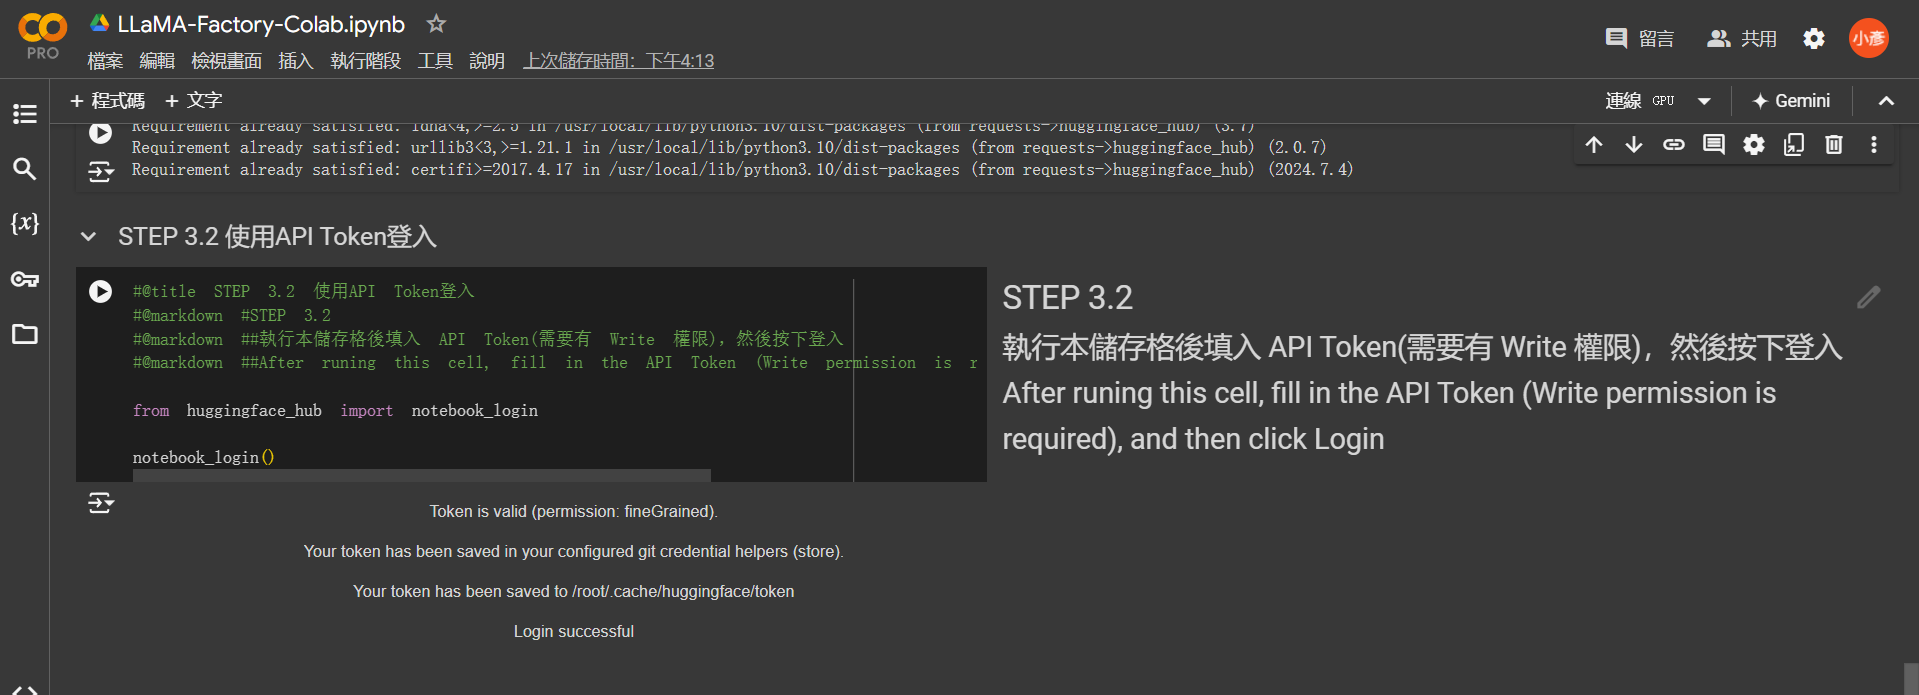 LLaMA-Factory-Colab.ipynb
PRO
檔案 編輯 檢視畫面 插入 執行階段 工具 說明 上次儲存時間：下午4:13
留言 共用 小彥
+ 程式碼 + 文字
連線 GPU Gemini
Requirement already satisfied: idna<4,>=2.5 in /usr/local/lib/python3.10/dist-packages (from requests->huggingface_hub) (3.7)
Requirement already satisfied: urllib3<3,>=1.21.1 in /usr/local/lib/python3.10/dist-packages (from requests->huggingface_hub) (2.0.7)
Requirement already satisfied: certifi>=2017.4.17 in /usr/local/lib/python3.10/dist-packages (from requests->huggingface_hub) (2024.7.4)
{x}
STEP 3.2 使用API Token登入
#@title STEP 3.2 使用API Token登入
#@markdown #STEP 3.2
#@markdown ##執行本儲存格後填入 API Token(需要有 Write 權限)，然後按下登入
#@markdown ##After runing this cell, fill in the API Token (Write permission is r
from huggingface_hub import notebook_login
notebook_login()
STEP 3.2
執行本儲存格後填入 API Token(需要有 Write 權限)，然後按下登入
After runing this cell, fill in the API Token (Write permission is
required), and then click Login
Token is valid (permission: fineGrained).
Your token has been saved in your configured git credential helpers (store).
Your token has been saved to /root/.cache/huggingface/token
Login successful